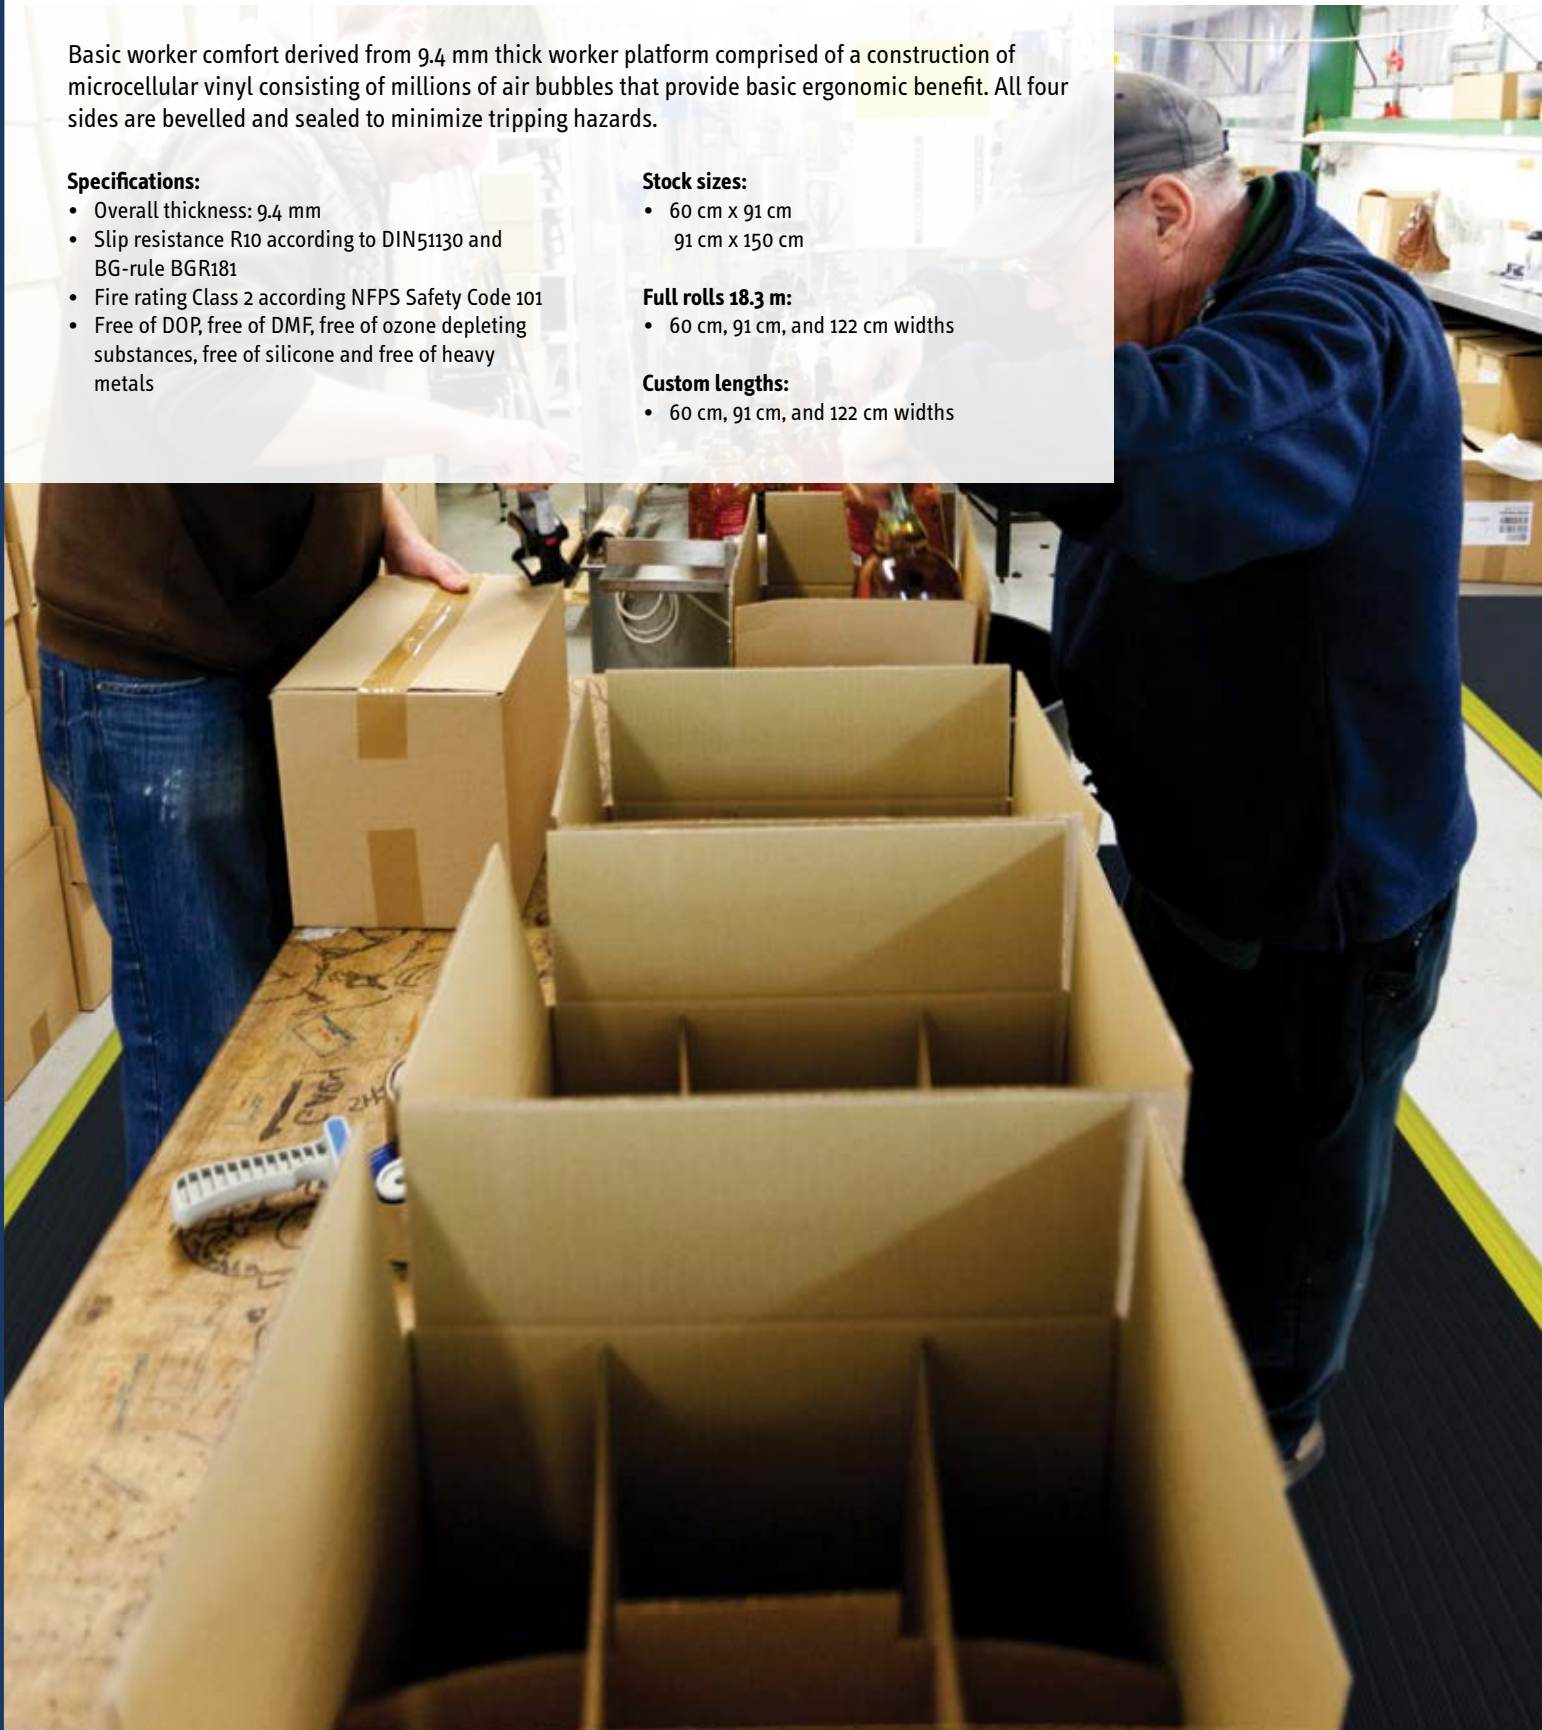 Basic worker comfort derived from 9.4 mm thick worker platform comprised of a construction of
microcellular vinyl consisting of millions of air bubbles that provide basic ergonomic benefit. All four
sides are bevelled and sealed to minimize tripping hazards.
Specifications:
• Overall thickness: 9.4 mm
• Slip resistance R10 according to DIN51130 and
BG-rule BGR181
• Fire rating Class 2 according NFPS Safety Code 101
• Free of DOP, free of DMF, free of ozone depleting
substances, free of silicone and free of heavy
metals
Stock sizes:
• 60 cm x 91 cm
91 cm x 150 cm
Full rolls 18.3 m:
• 60 cm, 91 cm, and 122 cm widths
Custom lengths:
• 60 cm, 91 cm, and 122 cm widths